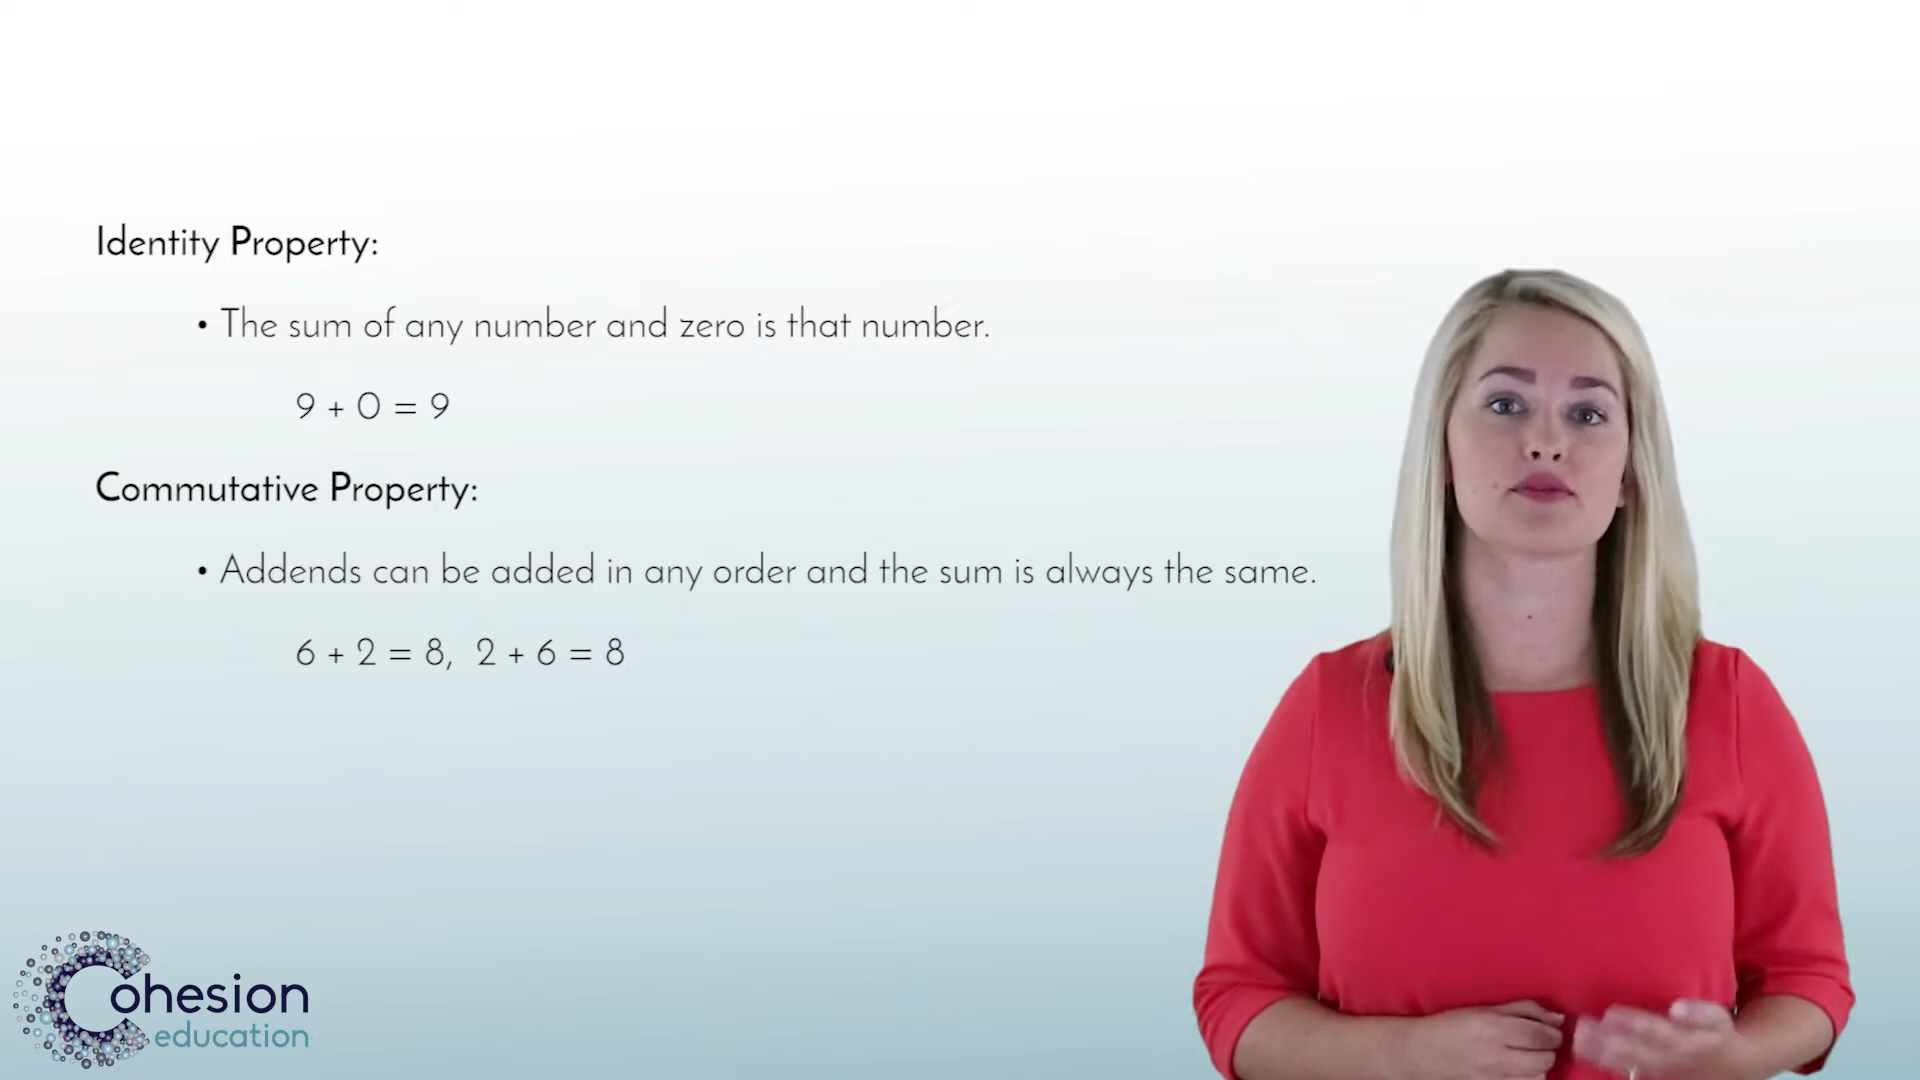 Identity Property:
• The sum of any number and zero is that number.
9 + 0 = 9
Commutative Property:
• Addends can be added in any order and the sum is always the same.
6 + 2 = 8, 2 + 6 = 8
Cohesion
education